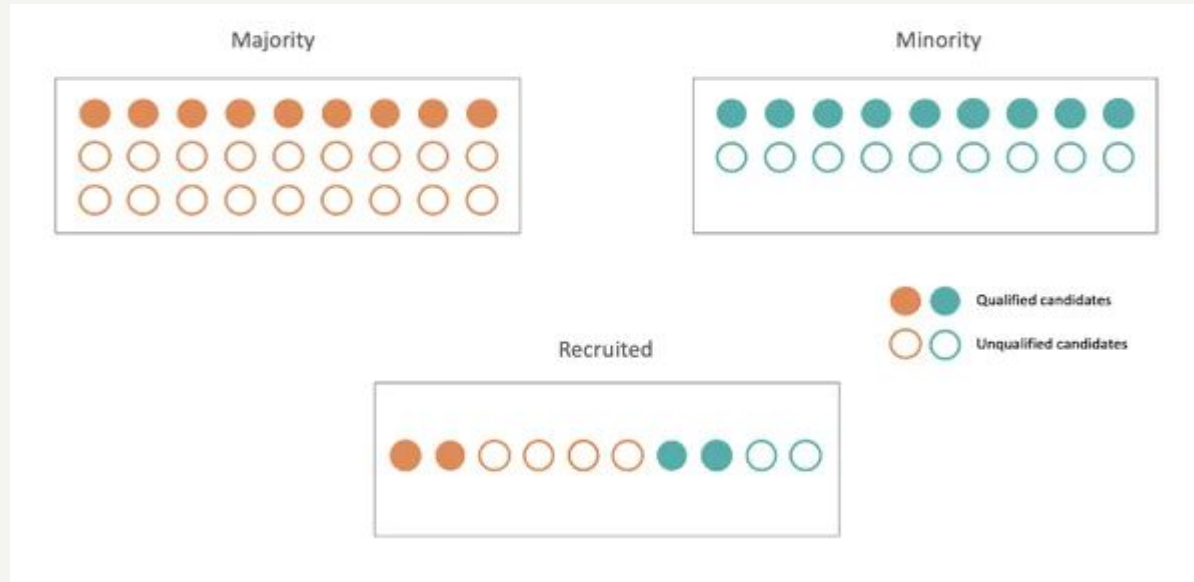 Majority
Minority
Qualified candidates
Unqualified candidates
Recruited